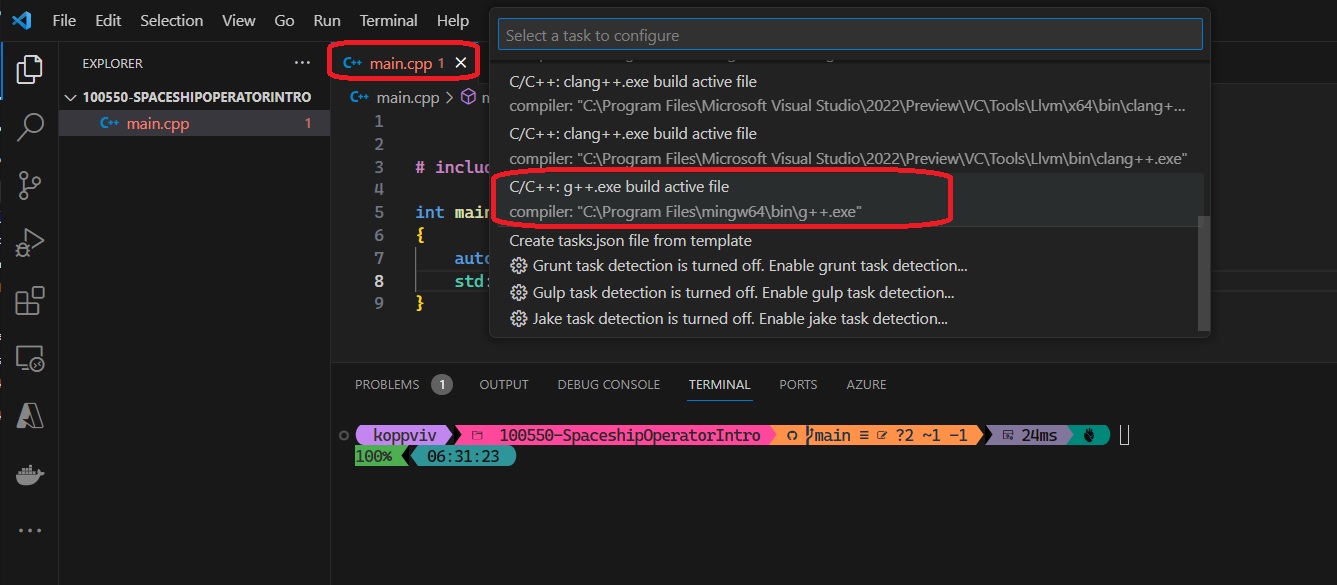 File Edit Selection View Go Run Terminal Help
Select a task to configure
EXPLORER ...
C++ main.cpp 1 ×
100550-SPACESHIPOPERATORINTRO
C++ main.cpp 1
C++ main.cpp > m
C/C++: clang++.exe build active file
compiler: "C:\Program Files\Microsoft Visual Studio\2022\Preview\VC\Tools\Llvm\x64\bin\clang+...
C/C++: clang++.exe build active file
compiler: "C:\Program Files\Microsoft Visual Studio\2022\Preview\VC\Tools\Llvm\bin\clang++.exe"
C/C++: g++.exe build active file
compiler: "C:\Program Files\mingw64\bin\g++.exe"
Create tasks.json file from template
Grunt task detection is turned off. Enable grunt task detection...
Gulp task detection is turned off. Enable gulp task detection...
Jake task detection is turned off. Enable jake task detection...
1
2
3 # includ
4
5 int main
6 {
7 auto
8 std:
9 }
PROBLEMS 1 OUTPUT DEBUG CONSOLE TERMINAL PORTS AZURE
koppviv 100550-SpaceshipOperatorIntro main ≡ ?2 ~1 -1 24ms
100% 06:31:23